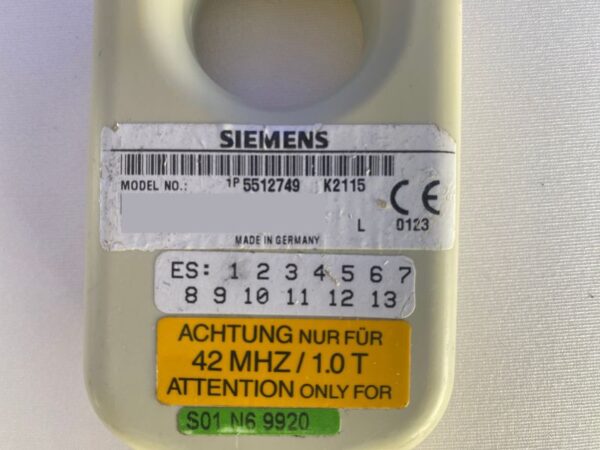 SIEMENS
MODEL NO.: 1P 5512749 K2115
L 0123
MADE IN GERMANY
ES: 1 2 3 4 5 6 7
8 9 10 11 12 13
ACHTUNG NUR FÜR
42 MHZ / 1.0 T
ATTENTION ONLY FOR
S01 N6 9920